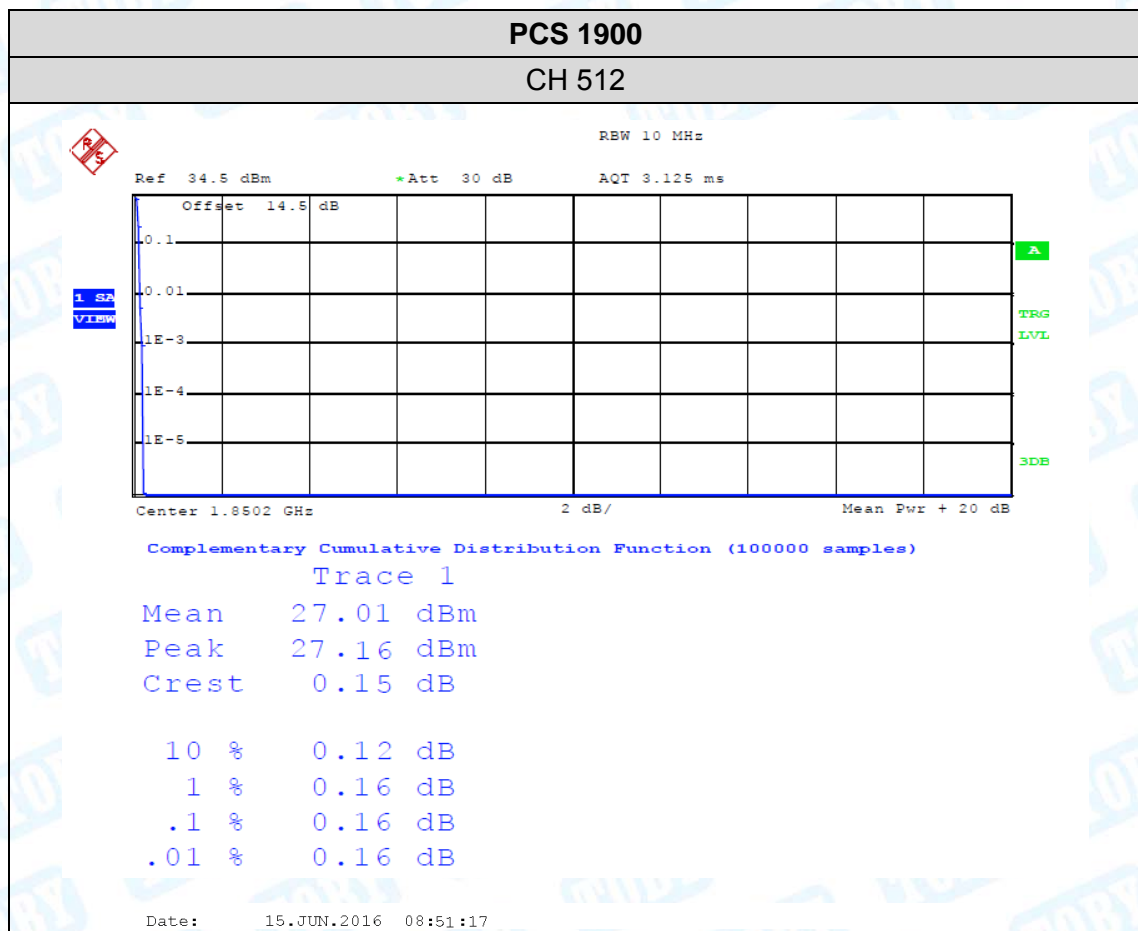 PCS 1900
CH 512
R S
RBW 10 MHz
Ref 34.5 dBm *Att 30 dB AQT 3.125 ms
Offset 14.5 dB
0.1
A
1 SA
0.01
VIEW
TRG
1E-3
LVL
1E-4
1E-5
3DB
Center 1.8502 GHz 2 dB/ Mean Pwr + 20 dB
Complementary Cumulative Distribution Function (100000 samples)
Trace 1
Mean 27.01 dBm
Peak 27.16 dBm
Crest 0.15 dB
10 % 0.12 dB
1 % 0.16 dB
.1 % 0.16 dB
.01 % 0.16 dB
Date: 15.JUN.2016 08:51:17